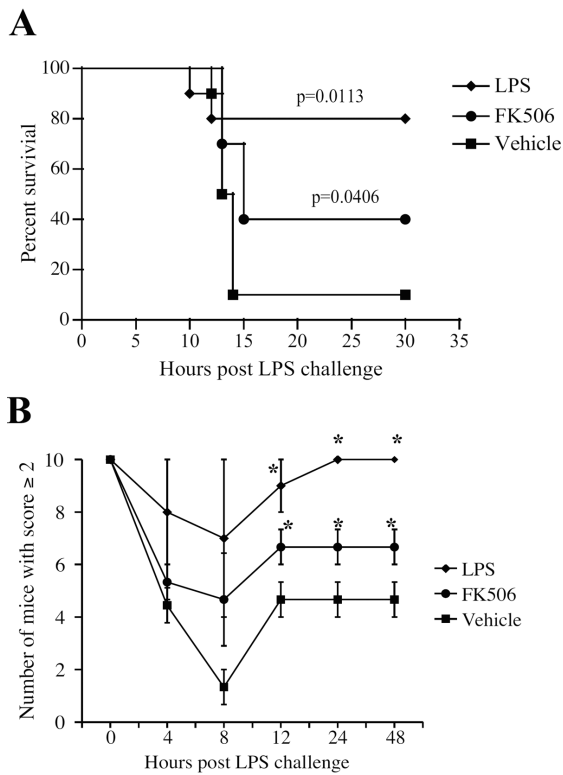 A
100
80
60
40
20
0
Percent survivial
p=0.0113
p=0.0406
LPS
FK506
Vehicle
0 5 10 15 20 25 30 35
Hours post LPS challenge
B
10
8
6
4
2
0
Number of mice with score ≥ 2
* * *
* * *
LPS
FK506
Vehicle
0 4 8 12 24 48
Hours post LPS challenge